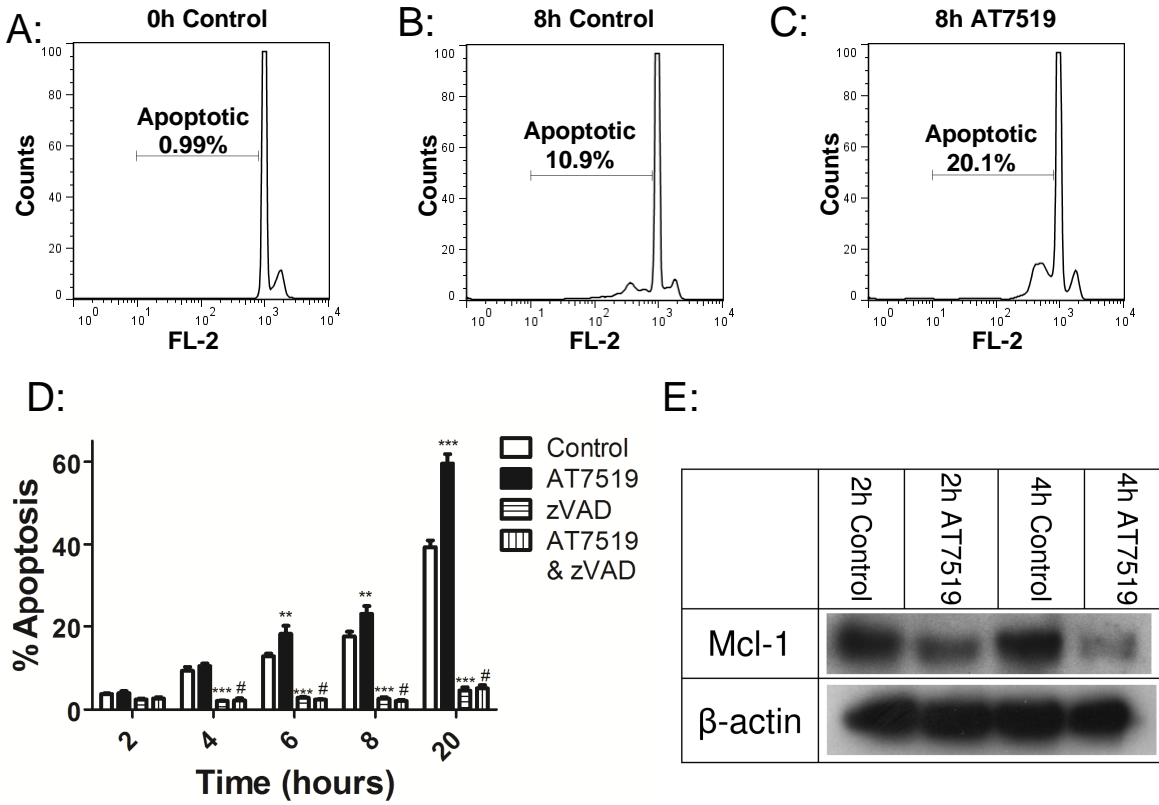 A:
0h Control
100
80
60
40
20
0
Counts
Apoptotic
0.99%
10^0 10^1 10^2 10^3 10^4
FL-2
B:
8h Control
100
80
60
40
20
0
Counts
Apoptotic
10.9%
10^0 10^1 10^2 10^3 10^4
FL-2
C:
8h AT7519
100
80
60
40
20
0
Counts
Apoptotic
20.1%
10^0 10^1 10^2 10^3 10^4
FL-2
D:
% Apoptosis
60
40
20
0
*** #
** *** #
** *** #
*** *** #
2 4 6 8 20
Time (hours)
Control
AT7519
zVAD
AT7519
& zVAD
E:
2h Control
2h AT7519
4h Control
4h AT7519
Mcl-1
β-actin